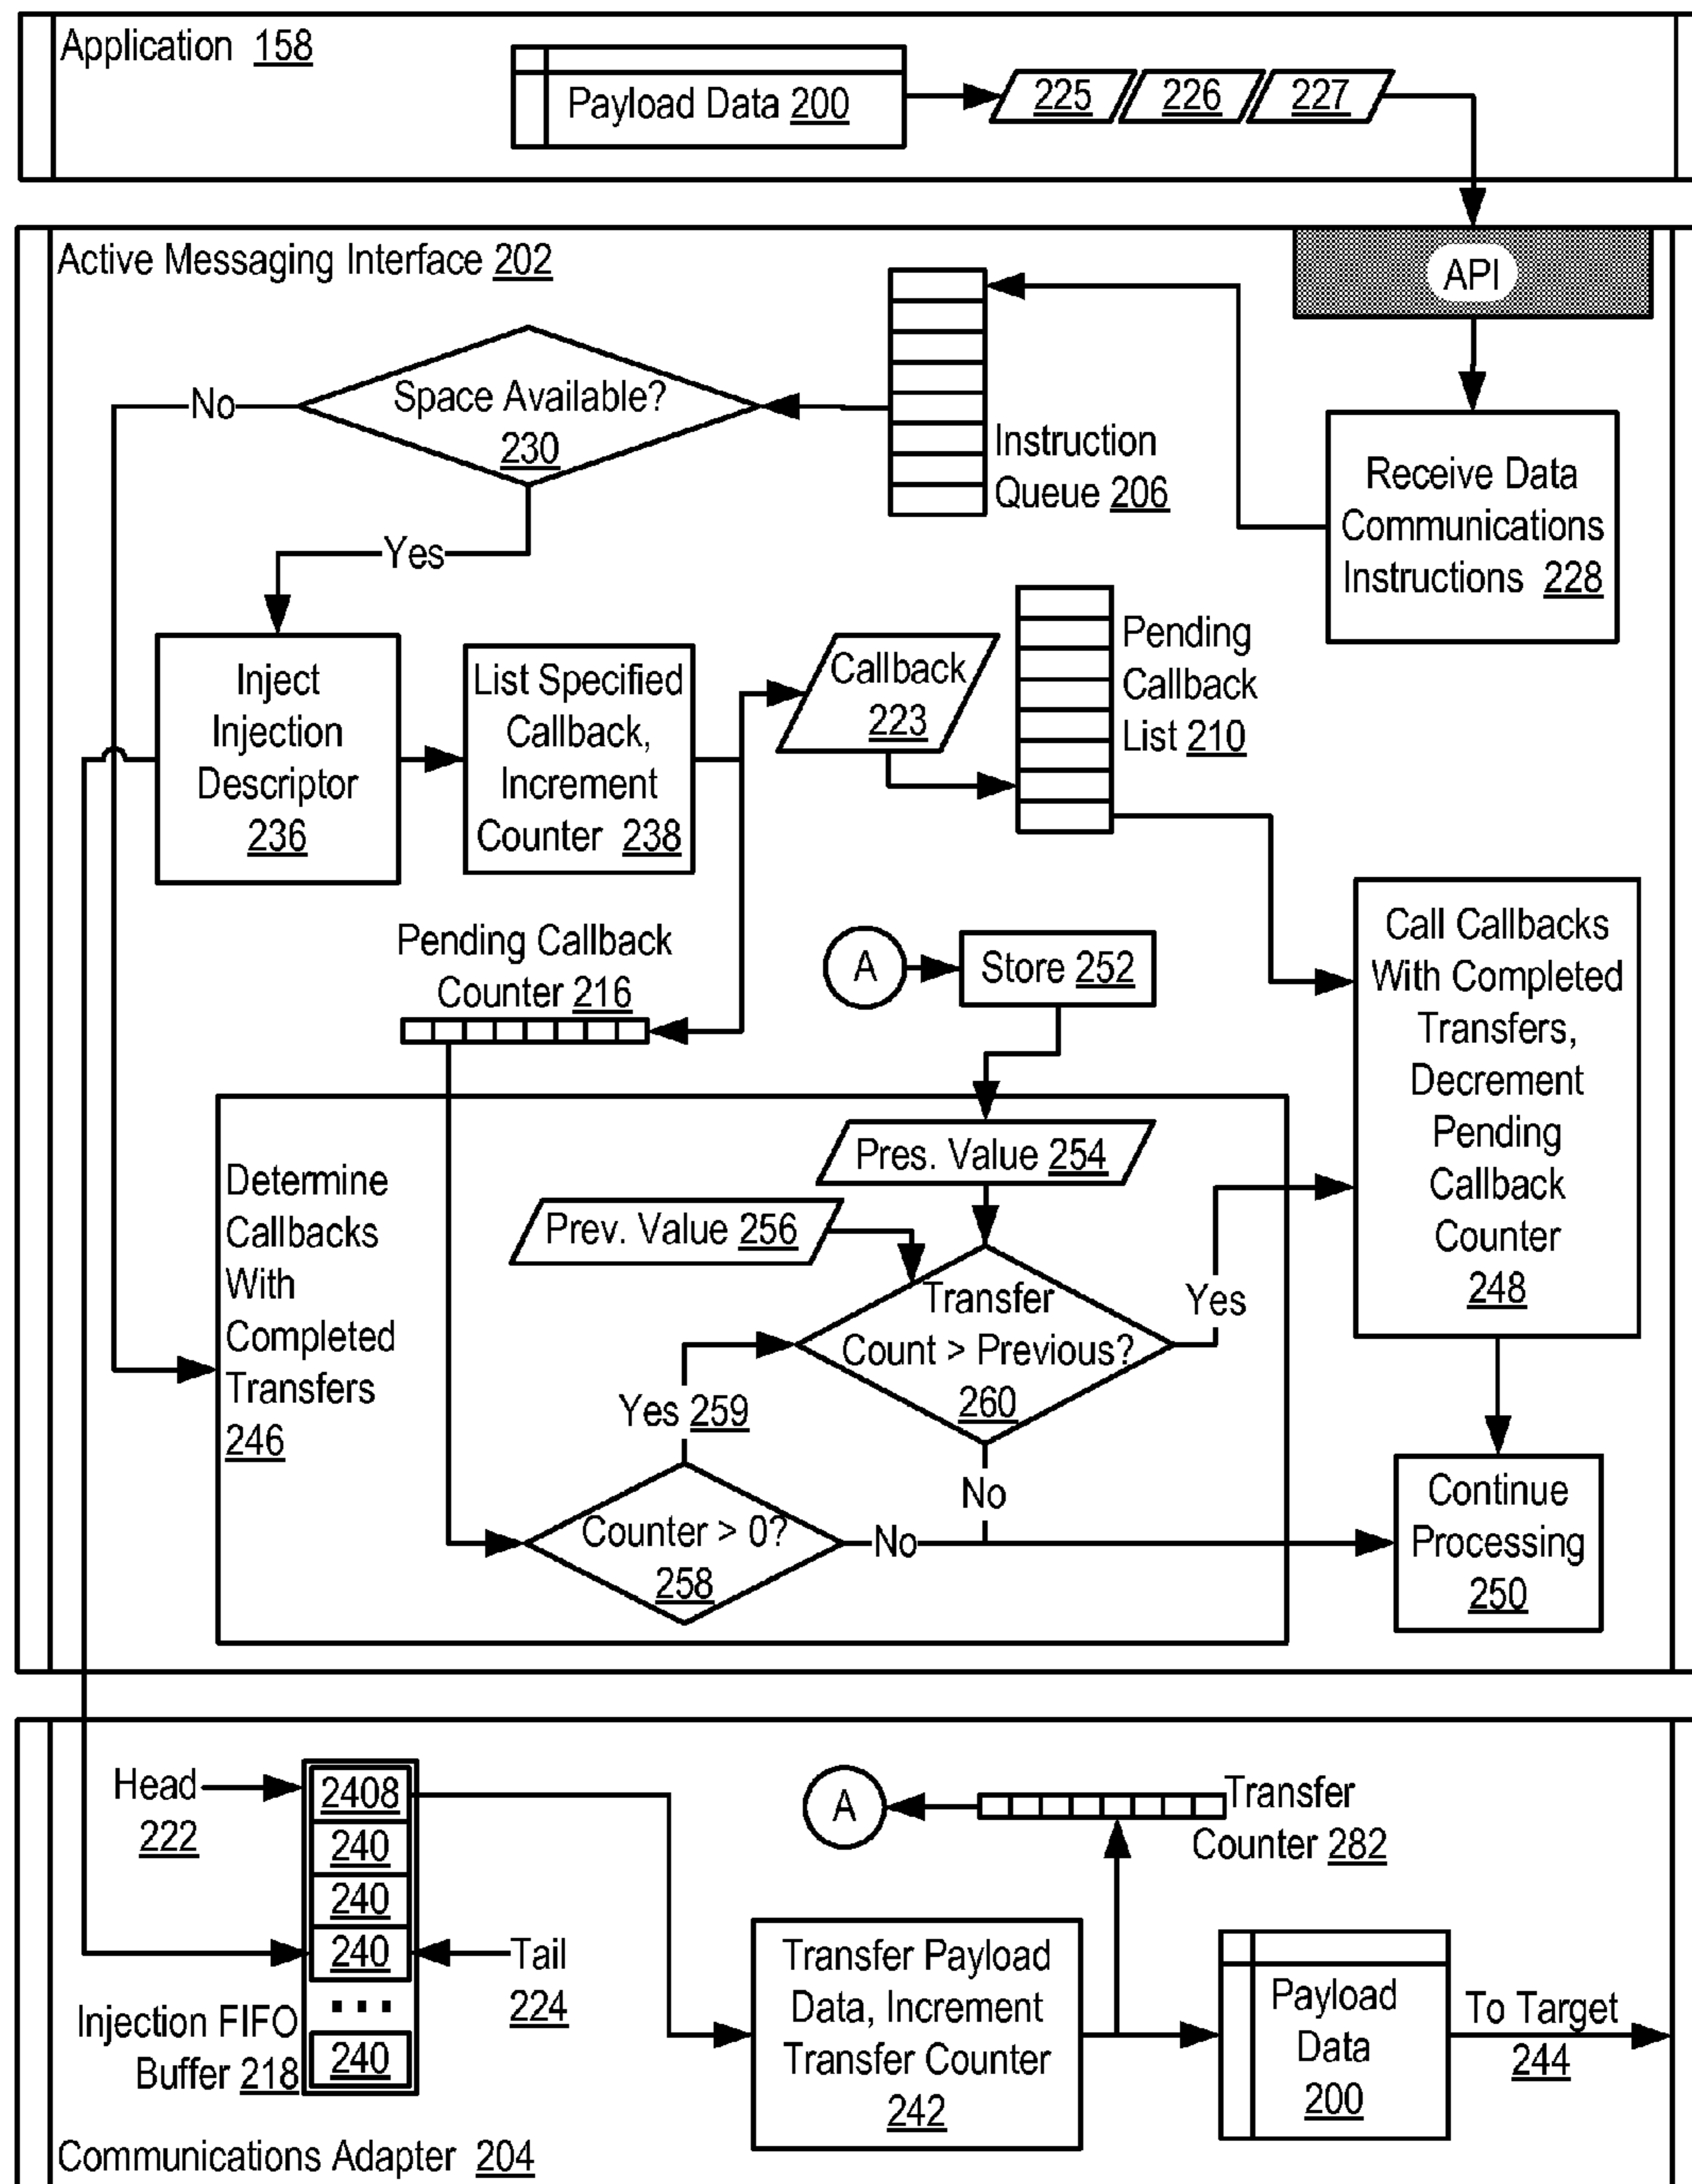 Application 158
Payload Data 200
225
226
227
Active Messaging Interface 202
API
Space Available?
230
No
Yes
Instruction
Queue 206
Receive Data
Communications
Instructions 228
Inject
Injection
Descriptor
236
List Specified
Callback,
Increment
Counter 238
Callback
223
Pending
Callback
List 210
Pending Callback
Counter 216
A
Store 252
Call Callbacks
With Completed
Transfers,
Decrement
Pending
Callback
Counter
248
Determine
Callbacks
With
Completed
Transfers
246
Pres. Value 254
Prev. Value 256
Transfer
Count > Previous?
260
Yes
Yes 259
No
Counter > 0?
258
No
Continue
Processing
250
Head
222
2408
240
240
240
240
Tail
224
Injection FIFO
Buffer 218
A
Transfer
Counter 282
Transfer Payload
Data, Increment
Transfer Counter
242
Payload
Data
200
To Target
244
Communications Adapter 204